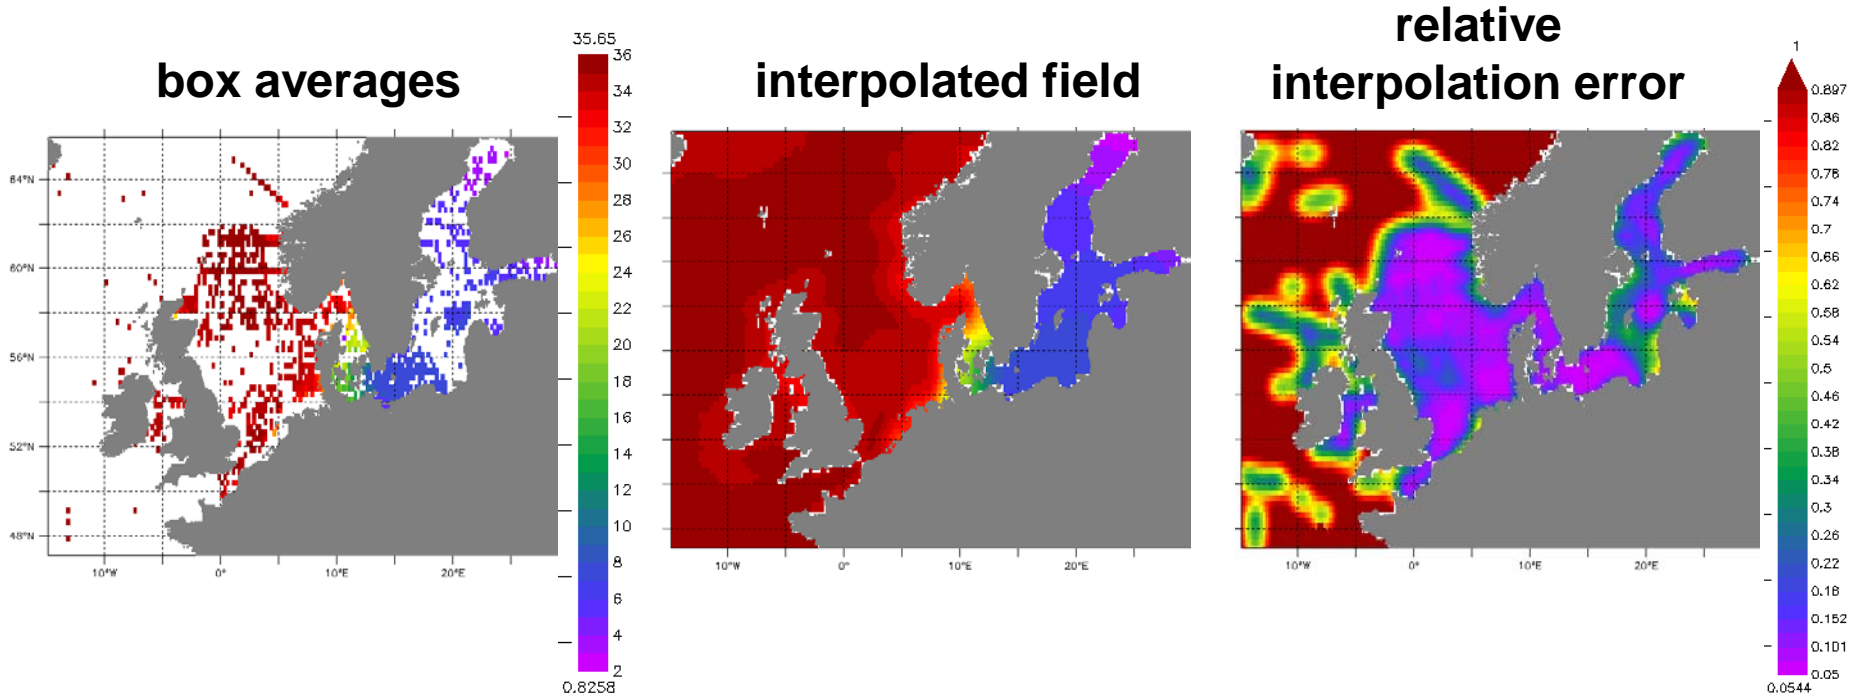 relative
box averages
interpolated field
interpolation error
35.65
36
34
32
30
28
26
24
22
20
18
16
14
12
10
8
6
4
2
0.8258
64°N
60°N
56°N
52°N
48°N
10°W
0°
10°E
20°E
10°W
0°
10°E
20°E
10°W
0°
10°E
20°E
1
0.897
0.86
0.82
0.78
0.74
0.7
0.66
0.62
0.58
0.54
0.5
0.46
0.42
0.38
0.34
0.3
0.26
0.22
0.18
0.152
0.101
0.05
0.0544